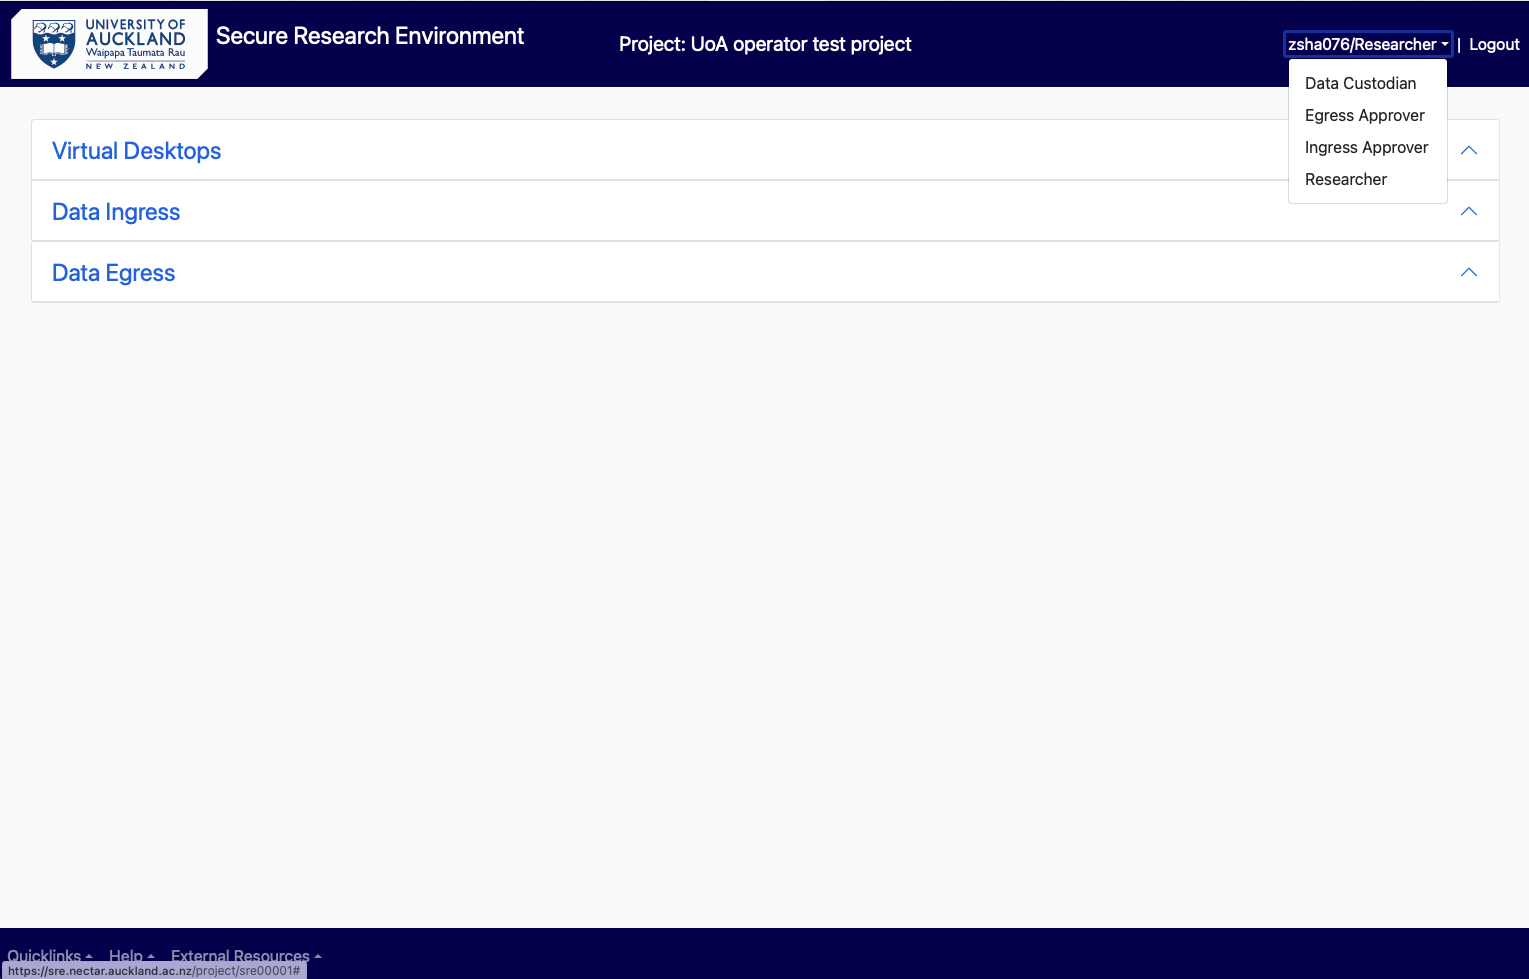 UNIVERSITY OF
AUCKLAND
Waipapa Taumata Rau
NEW ZEALAND
Secure Research Environment
Project: UoA operator test project
zsha076/Researcher | Logout
Data Custodian
Egress Approver
Ingress Approver
Researcher
Virtual Desktops
Data Ingress
Data Egress
Quicklinks Help External Resources
https://sre.nectar.auckland.ac.nz/project/sre00001#